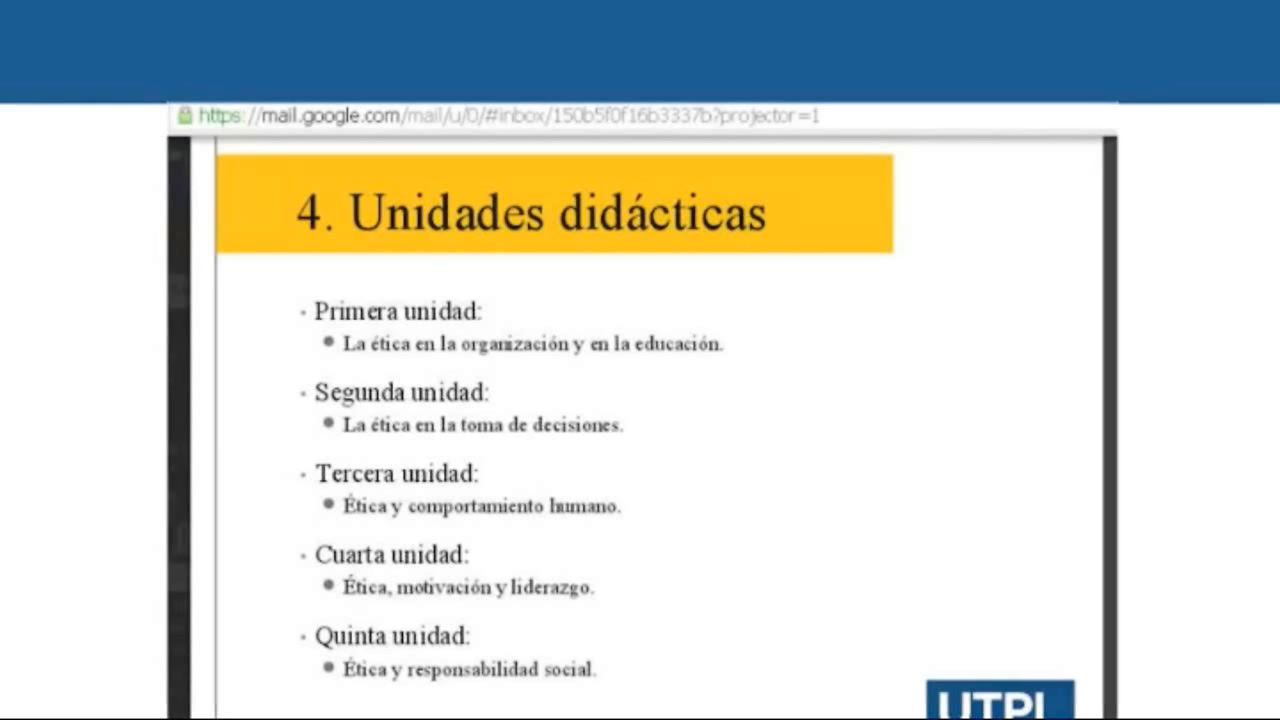 https://mail.google.com/mail/u/0/#inbox/150b5f0f16b3337b?projector=1
4. Unidades didácticas
Primera unidad:
La ética en la organización y en la educación.
Segunda unidad:
La ética en la toma de decisiones.
Tercera unidad:
Ética y comportamiento humano.
Cuarta unidad:
Ética, motivación y liderazgo.
Quinta unidad:
Ética y responsabilidad social.
UTPL